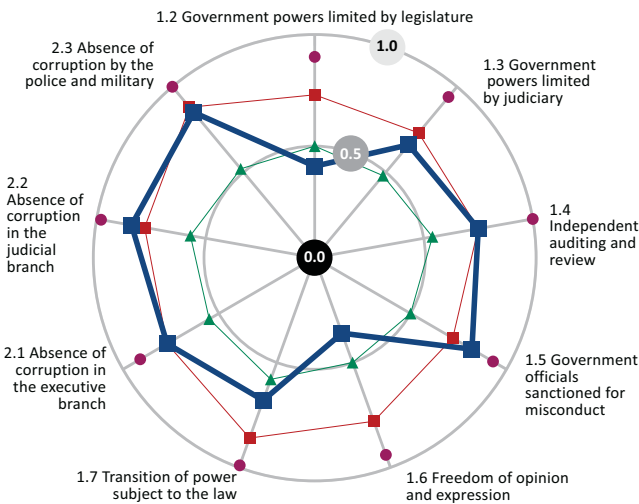 1.2 Government powers limited by legislature
1.0
1.3 Government
powers limited
by judiciary
0.5
1.4
Independent
auditing and
review
0.0
1.5 Government
officials
sanctioned for
misconduct
1.6 Freedom of opinion
and expression
1.7 Transition of power
subject to the law
2.1 Absence of
corruption in
the executive
branch
2.2
Absence of
corruption
in the
judicial
branch
2.3 Absence of
corruption by the
police and military